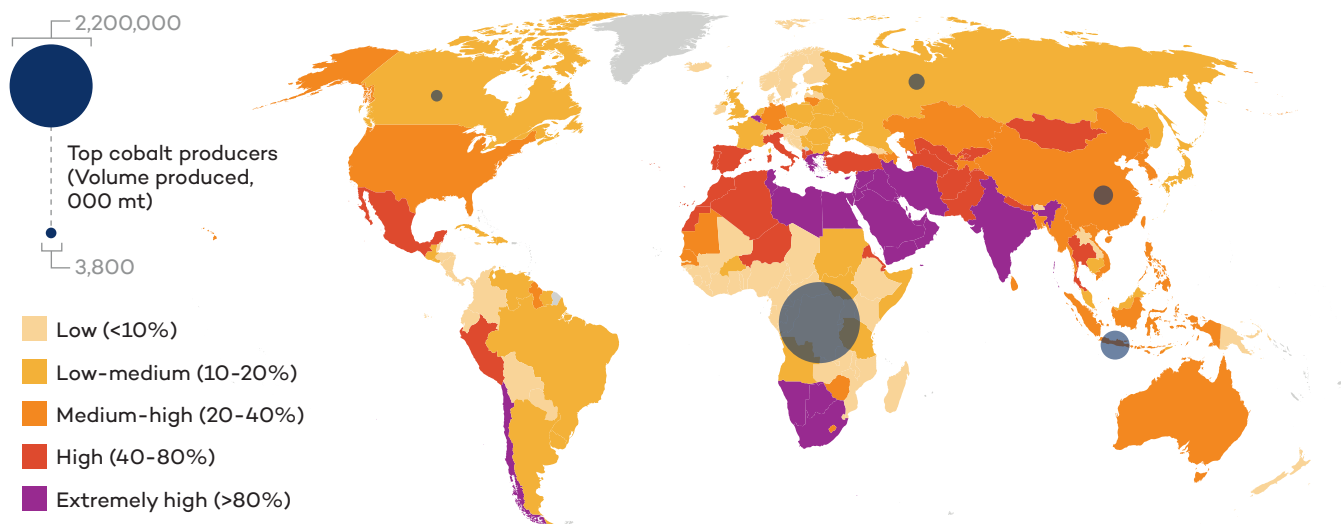 2,200,000
Top cobalt producers
(Volume produced,
000 mt)
3,800
Low (<10%)
Low-medium (10-20%)
Medium-high (20-40%)
High (40-80%)
Extremely high (>80%)